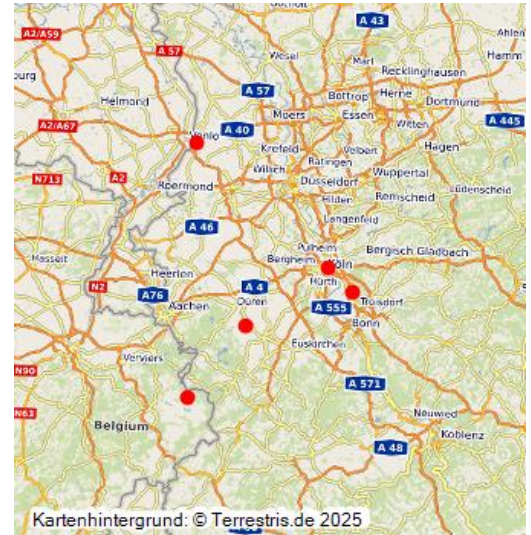 A 43
A2/A59
A 57
Wesel
Marl
Ahlen
Recklinghausen
Hamm
Helmond
A 57
Bottrop
Herne
Dortmund
Moers
Essen
A2/A67
A 40
Witten
A 445
Venlo
Krefeld
Velbert
Hagen
Ratingen
N713
A2
Willich
Düsseldorf
Wuppertal
Roermond
Hilden
Remscheid
Lüdenscheid
Langenfeld
A 46
Pulheim
Bergisch Gladbach
Hasselt
Heerlen
Bergheim
Köln
N2
A 4
Hürth
A76
Düren
Troisdorf
Aachen
A 555
Bonn
Euskirchen
Verviers
N90
A 571
Neuwied
N63
Belgium
Koblenz
A 48
Kartenhintergrund: © Terrestris.de 2025